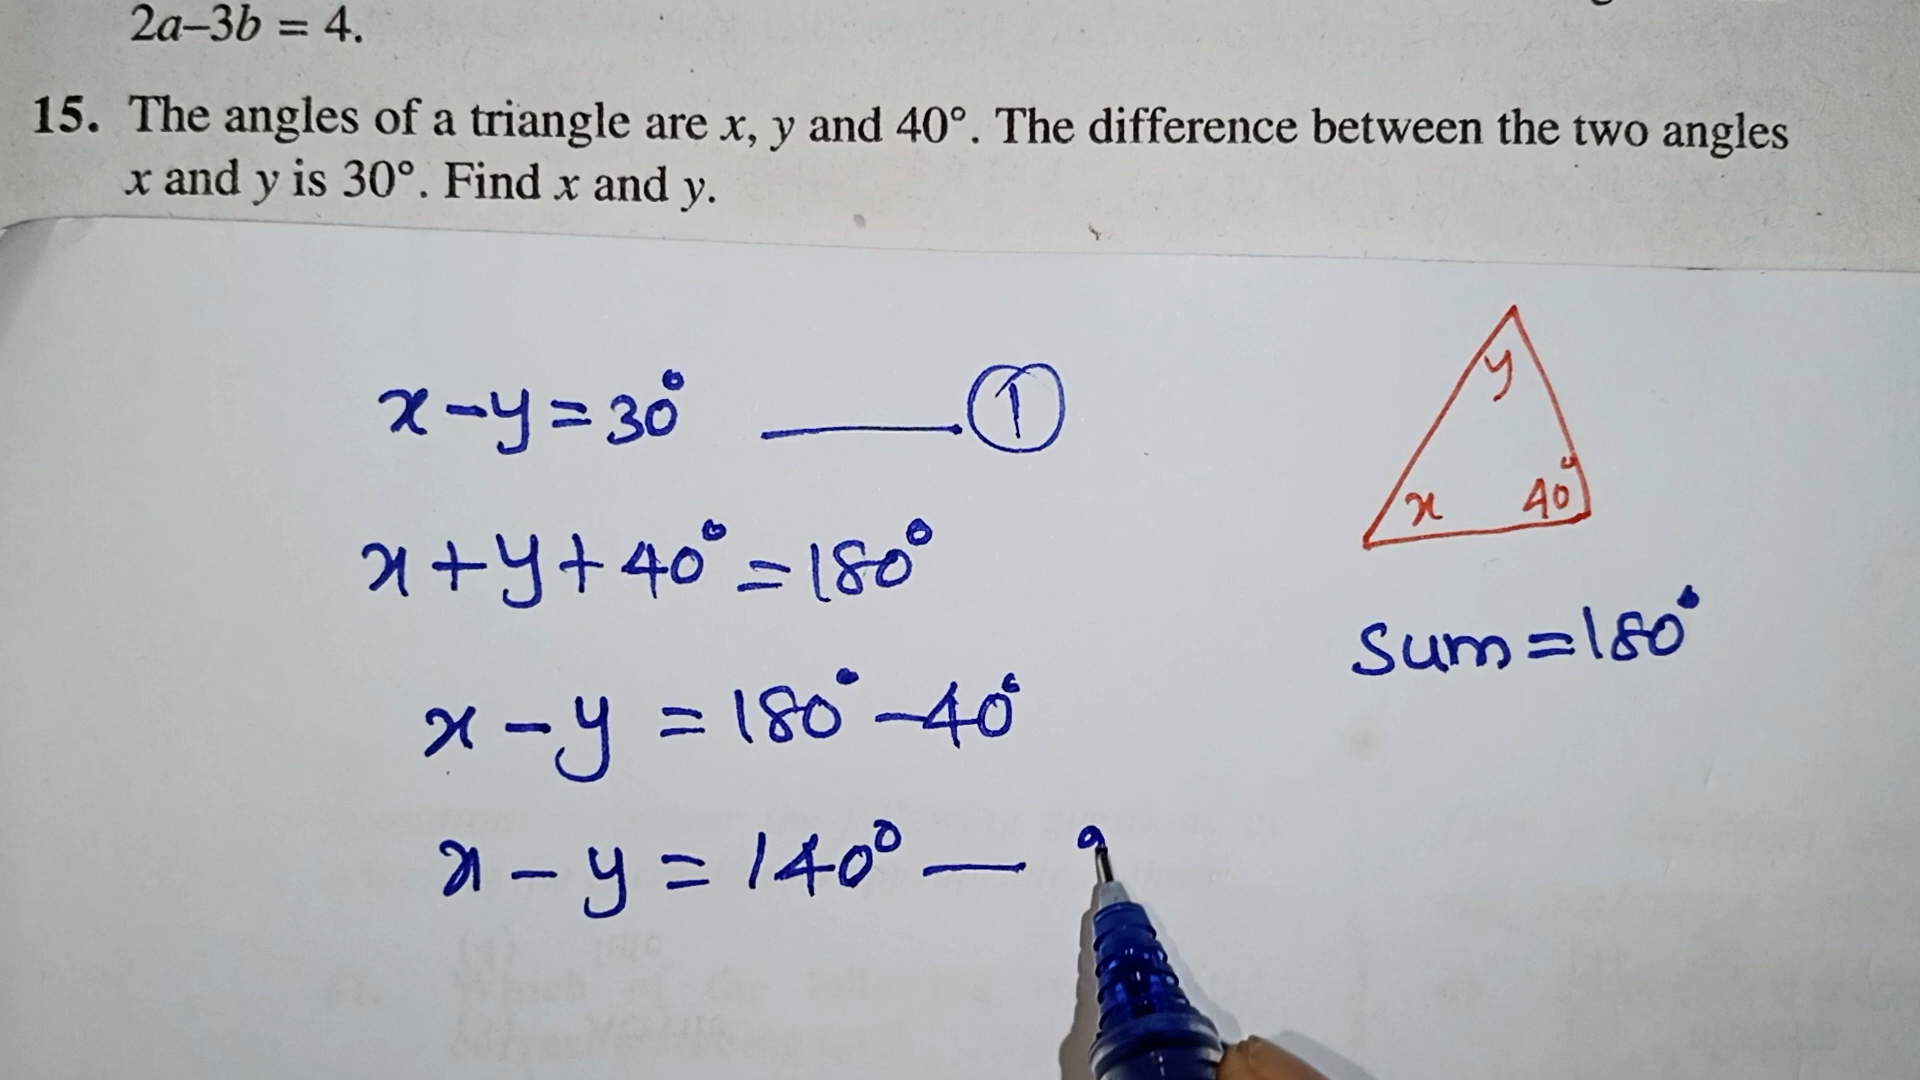 2a–3b = 4.
15. The angles of a triangle are x, y and 40°. The difference between the two angles
x and y is 30°. Find x and y.
x - y = 30° —— ①
x + y + 40° = 180°
x - y = 180° - 40°
x - y = 140° —
y
x 40°
sum = 180°